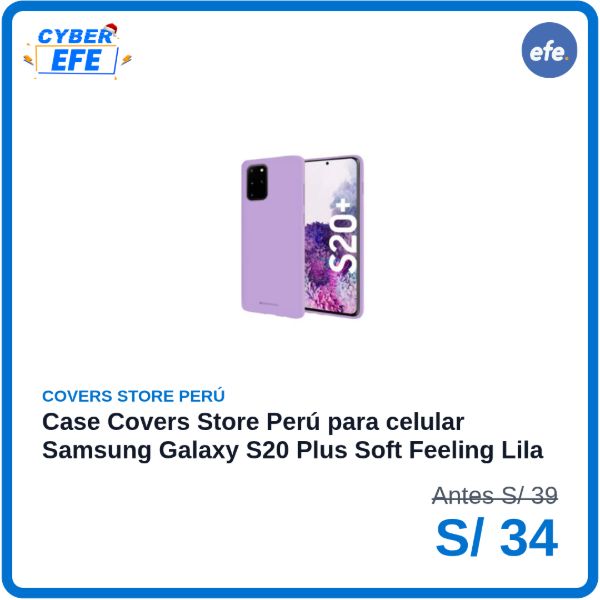 CYBER
EFE
efe.
S20+
COVERS STORE PERÚ
Case Covers Store Perú para celular
Samsung Galaxy S20 Plus Soft Feeling Lila
Antes S/ 39
S/ 34